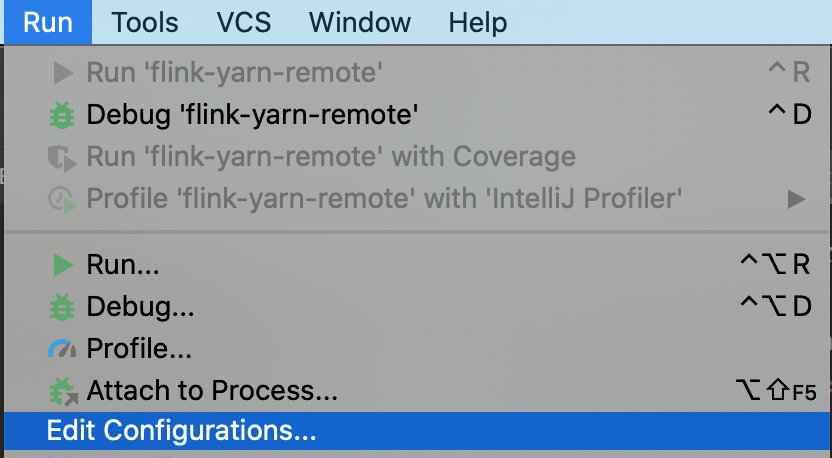 Run Tools VCS Window Help
Run 'flink-yarn-remote' ^ R
Debug 'flink-yarn-remote' ^ D
Run 'flink-yarn-remote' with Coverage
Profile 'flink-yarn-remote' with 'IntelliJ Profiler' ▶
Run... ^⌥ R
Debug... ^⌥ D
Profile...
Attach to Process... ⌥⇧F5
Edit Configurations...